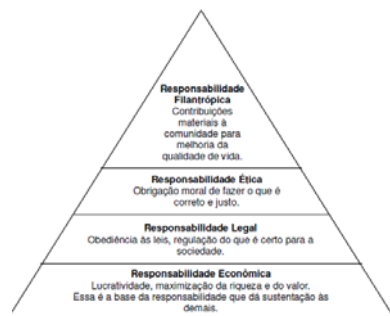 Responsabilidade
Filantrópica
Contribuições
materiais à
comunidade para
melhoria da
qualidade de vida.
Responsabilidade Ética
Obrigação moral de fazer o que é
correto e justo.
Responsabilidade Legal
Obediência às leis, regulação do que é certo para a
sociedade.
Responsabilidade Econômica
Lucratividade, maximização da riqueza e do valor.
Essa é a base da responsabilidade que dá sustentação às
demais.